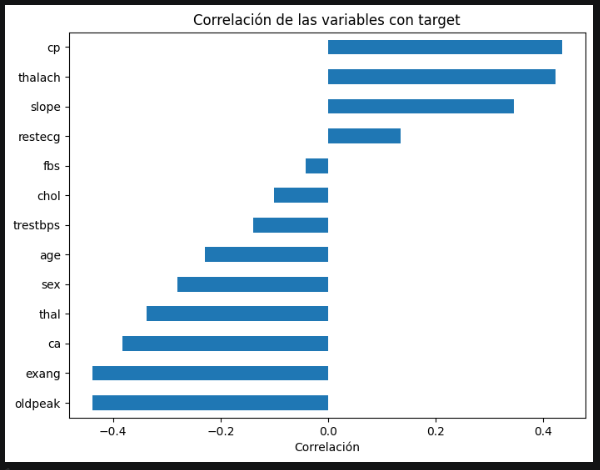 Correlación de las variables con target
cp
thalach
slope
restecg
fbs
chol
trestbps
age
sex
thal
ca
exang
oldpeak
−0.4 −0.2 0.0 0.2 0.4
Correlación